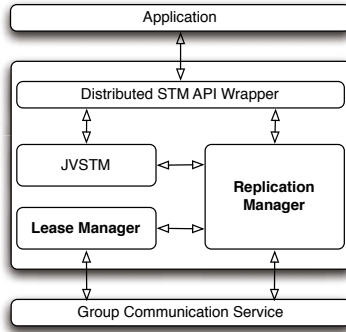 Application
Distributed STM API Wrapper
JVSTM
Replication
Manager
Lease Manager
Group Communication Service